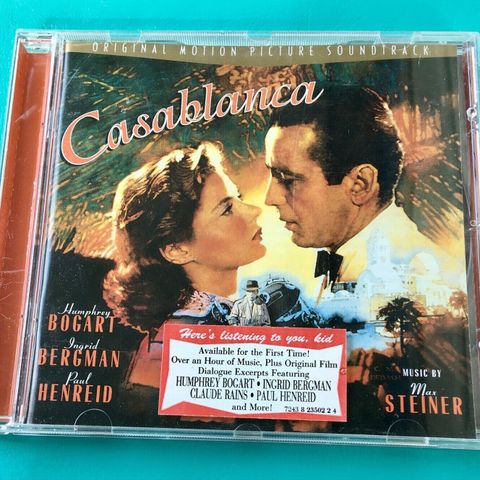 ORIGINAL MOTION PICTURE SOUNDTRACK
Casablanca
Humphrey
BOGART
Ingrid
BERGMAN
Paul
HENREID
Here's listening to you, kid
Available for the First Time!
Over an Hour of Music, Plus Original Film
Dialogue Excerpts Featuring
HUMPHREY BOGART • INGRID BERGMAN
CLAUDE RAINS • PAUL HENREID
and More! 7243 8 23502 2 4
MUSIC BY
Max
STEINER